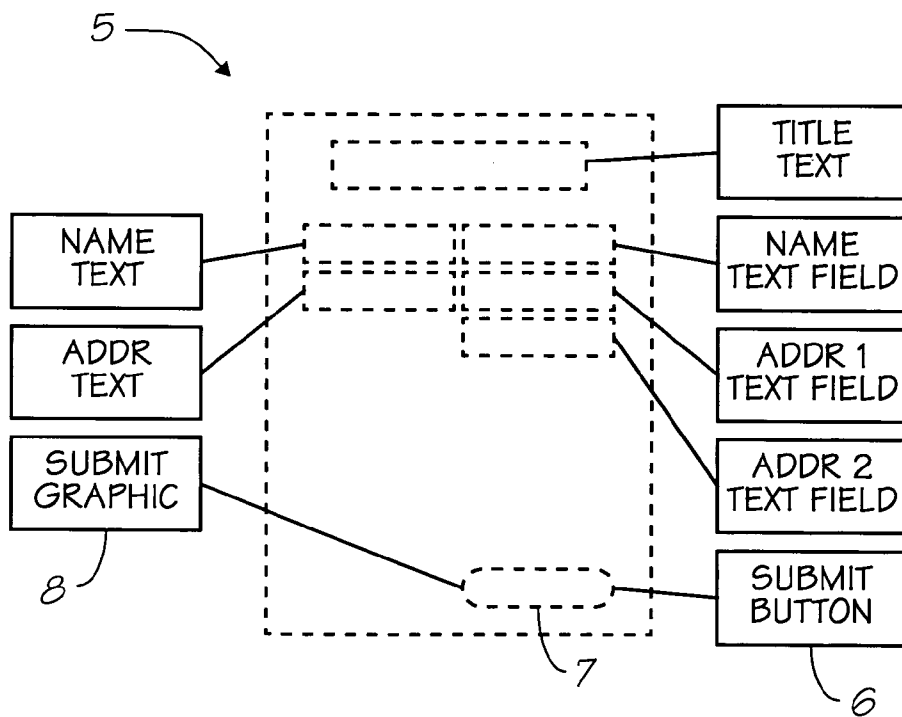 5
TITLE
TEXT
NAME
TEXT
NAME
TEXT FIELD
ADDR
TEXT
ADDR 1
TEXT FIELD
SUBMIT
GRAPHIC
ADDR 2
TEXT FIELD
8
7
SUBMIT
BUTTON
6